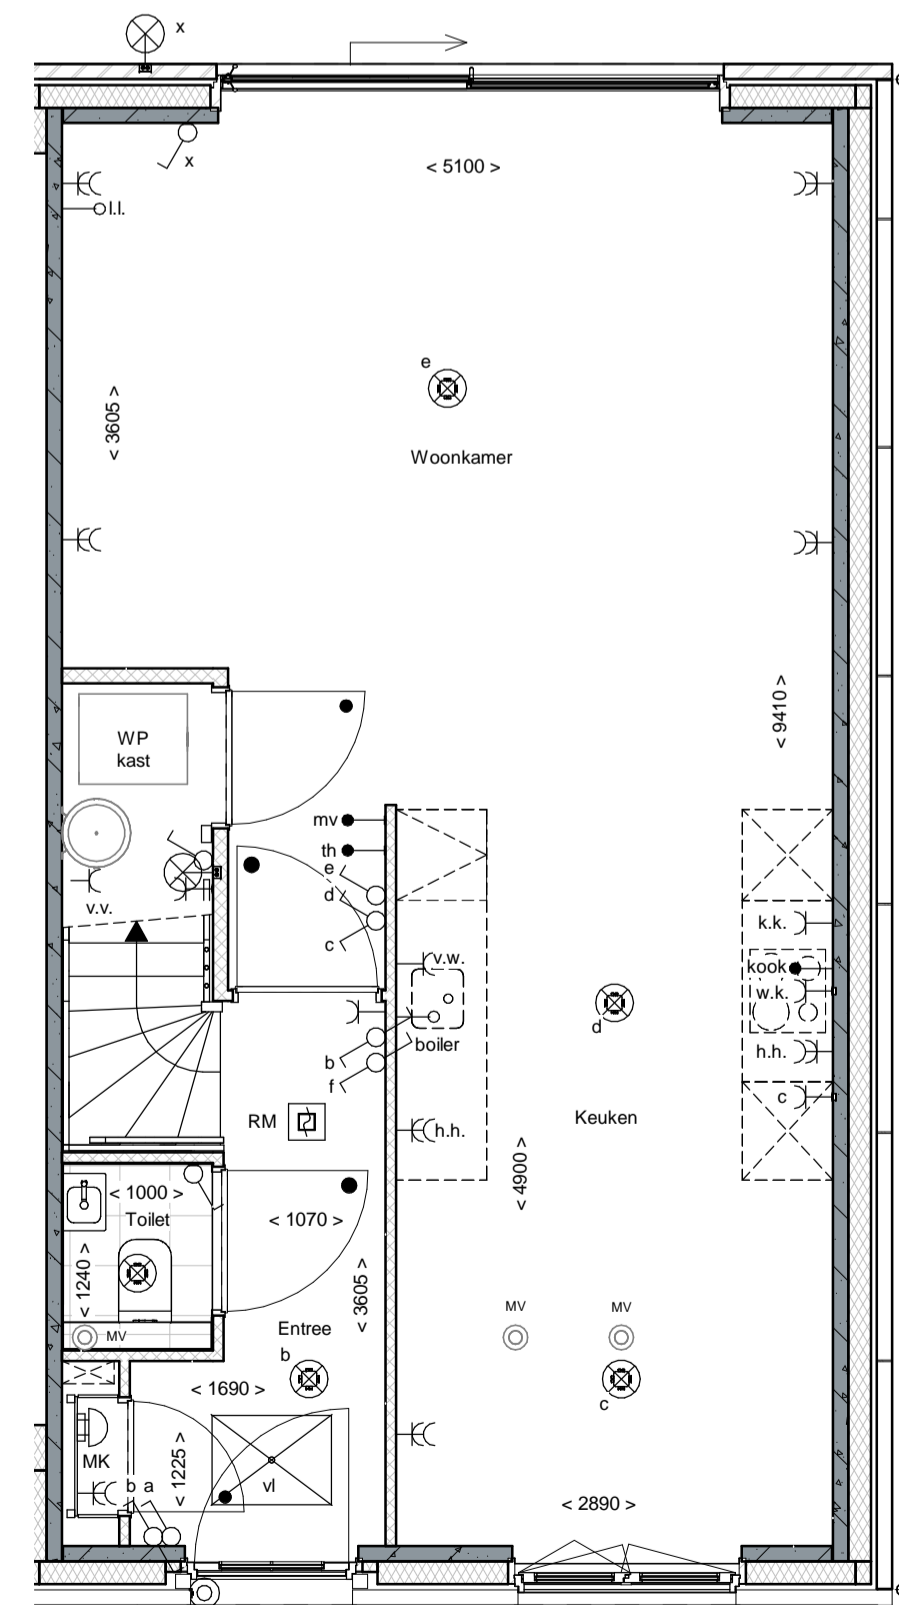 x
x
< 5100 >
l.l.
e
< 3605 >
Woonkamer
< 9410 >
WP
kast
mv
th
e
d
c
v.v.
v.w.
k.k.
kook
w.k.
d
boiler
b
f
h.h.
c
RM
h.h.
Keuken
< 4900 >
< 1000 >
Toilet
< 1070 >
< 1240 >
< 3605 >
MV
MV
MV
Entree
b
< 1690 >
c
< 1225 >
MK
b a
vl
< 2890 >